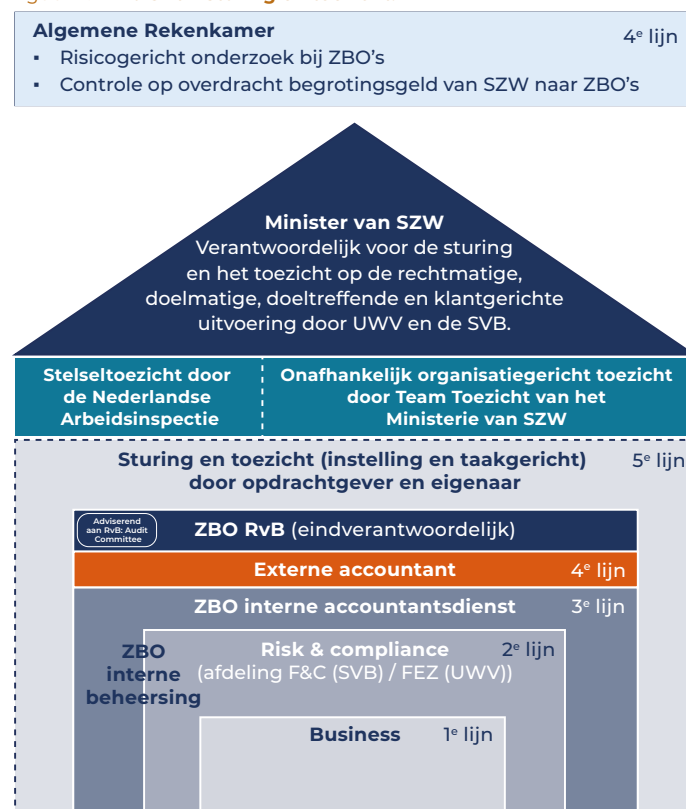 Algemene Rekenkamer
4e lijn
▪ Risicogericht onderzoek bij ZBO's
▪ Controle op overdracht begrotingsgeld van SZW naar ZBO's
Minister van SZW
Verantwoordelijk voor de sturing
en het toezicht op de rechtmatige,
doelmatige, doeltreffende en klantgerichte
uitvoering door UWV en de SVB.
Stelseltoezicht door
de Nederlandse
Arbeidsinspectie
Onafhankelijk organisatiegericht toezicht
door Team Toezicht van het
Ministerie van SZW
Sturing en toezicht (instelling en taakgericht)
door opdrachtgever en eigenaar
5e lijn
Adviserend
aan RvB: Audit
Committee
ZBO RvB (eindverantwoordelijk)
Externe accountant
4e lijn
ZBO interne accountantsdienst
3e lijn
ZBO
interne
beheersing
Risk & compliance
2e lijn
(afdeling F&C (SVB) / FEZ (UWV))
Business
1e lijn